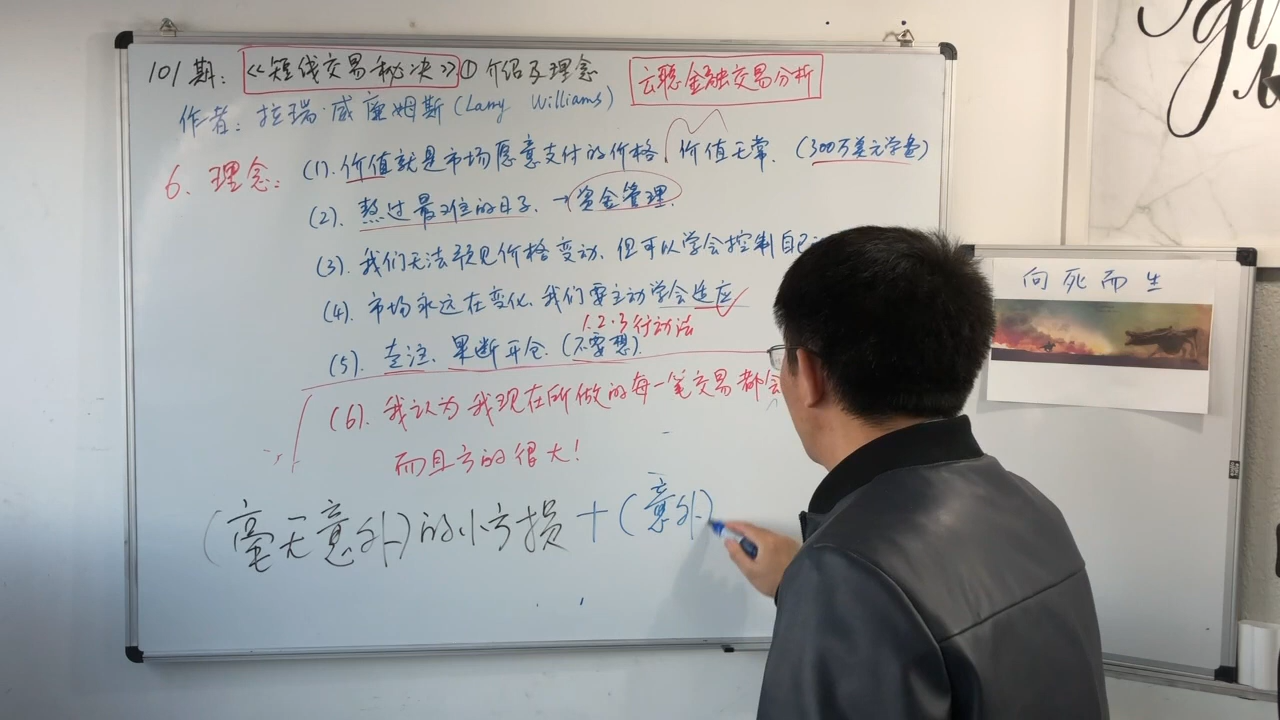 101期:《短线交易秘决》① 介绍及理念 云聪金融交易分析
作者:拉瑞·威廉姆斯(Larry Williams)
6、理念:(1).价值就是市场愿意支付的价格,价值无常.(300万美元学费)
(2).熬过最难的日子.→资金管理.
(3).我们无法预见价格变动.但可以学会控制自己
(4).市场永远在变化.我们要主动学会适应
1.2.3行动法
(5).专注.果断开仓.(不要想).
(6).我认为我现在所做的每一笔交易都会
而且亏的很大!
(毫无意外)的小亏损+(意外)
向死而生